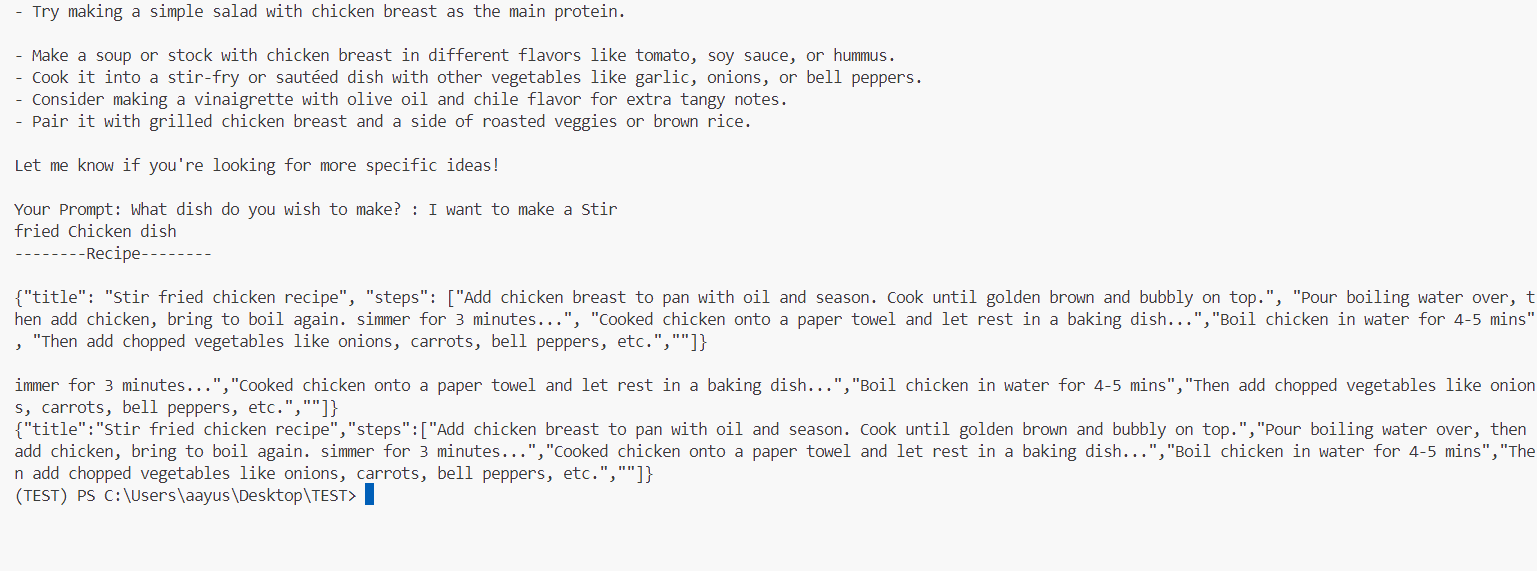 - Try making a simple salad with chicken breast as the main protein.
- Make a soup or stock with chicken breast in different flavors like tomato, soy sauce, or hummus.
- Cook it into a stir-fry or sautéed dish with other vegetables like garlic, onions, or bell peppers.
- Consider making a vinaigrette with olive oil and chile flavor for extra tangy notes.
- Pair it with grilled chicken breast and a side of roasted veggies or brown rice.
Let me know if you're looking for more specific ideas!
Your Prompt: What dish do you wish to make? : I want to make a Stir
fried Chicken dish
--------Recipe--------
{"title": "Stir fried chicken recipe", "steps": ["Add chicken breast to pan with oil and season. Cook until golden brown and bubbly on top.", "Pour boiling water over, t
hen add chicken, bring to boil again. simmer for 3 minutes...", "Cooked chicken onto a paper towel and let rest in a baking dish...","Boil chicken in water for 4-5 mins"
, "Then add chopped vegetables like onions, carrots, bell peppers, etc.",""]}
immer for 3 minutes...","Cooked chicken onto a paper towel and let rest in a baking dish...","Boil chicken in water for 4-5 mins","Then add chopped vegetables like onion
s, carrots, bell peppers, etc.",""]}
{"title":"Stir fried chicken recipe","steps":["Add chicken breast to pan with oil and season. Cook until golden brown and bubbly on top.","Pour boiling water over, then
add chicken, bring to boil again. simmer for 3 minutes...","Cooked chicken onto a paper towel and let rest in a baking dish...","Boil chicken in water for 4-5 mins","The
n add chopped vegetables like onions, carrots, bell peppers, etc.",""]}
(TEST) PS C:\Users\aayus\Desktop\TEST>